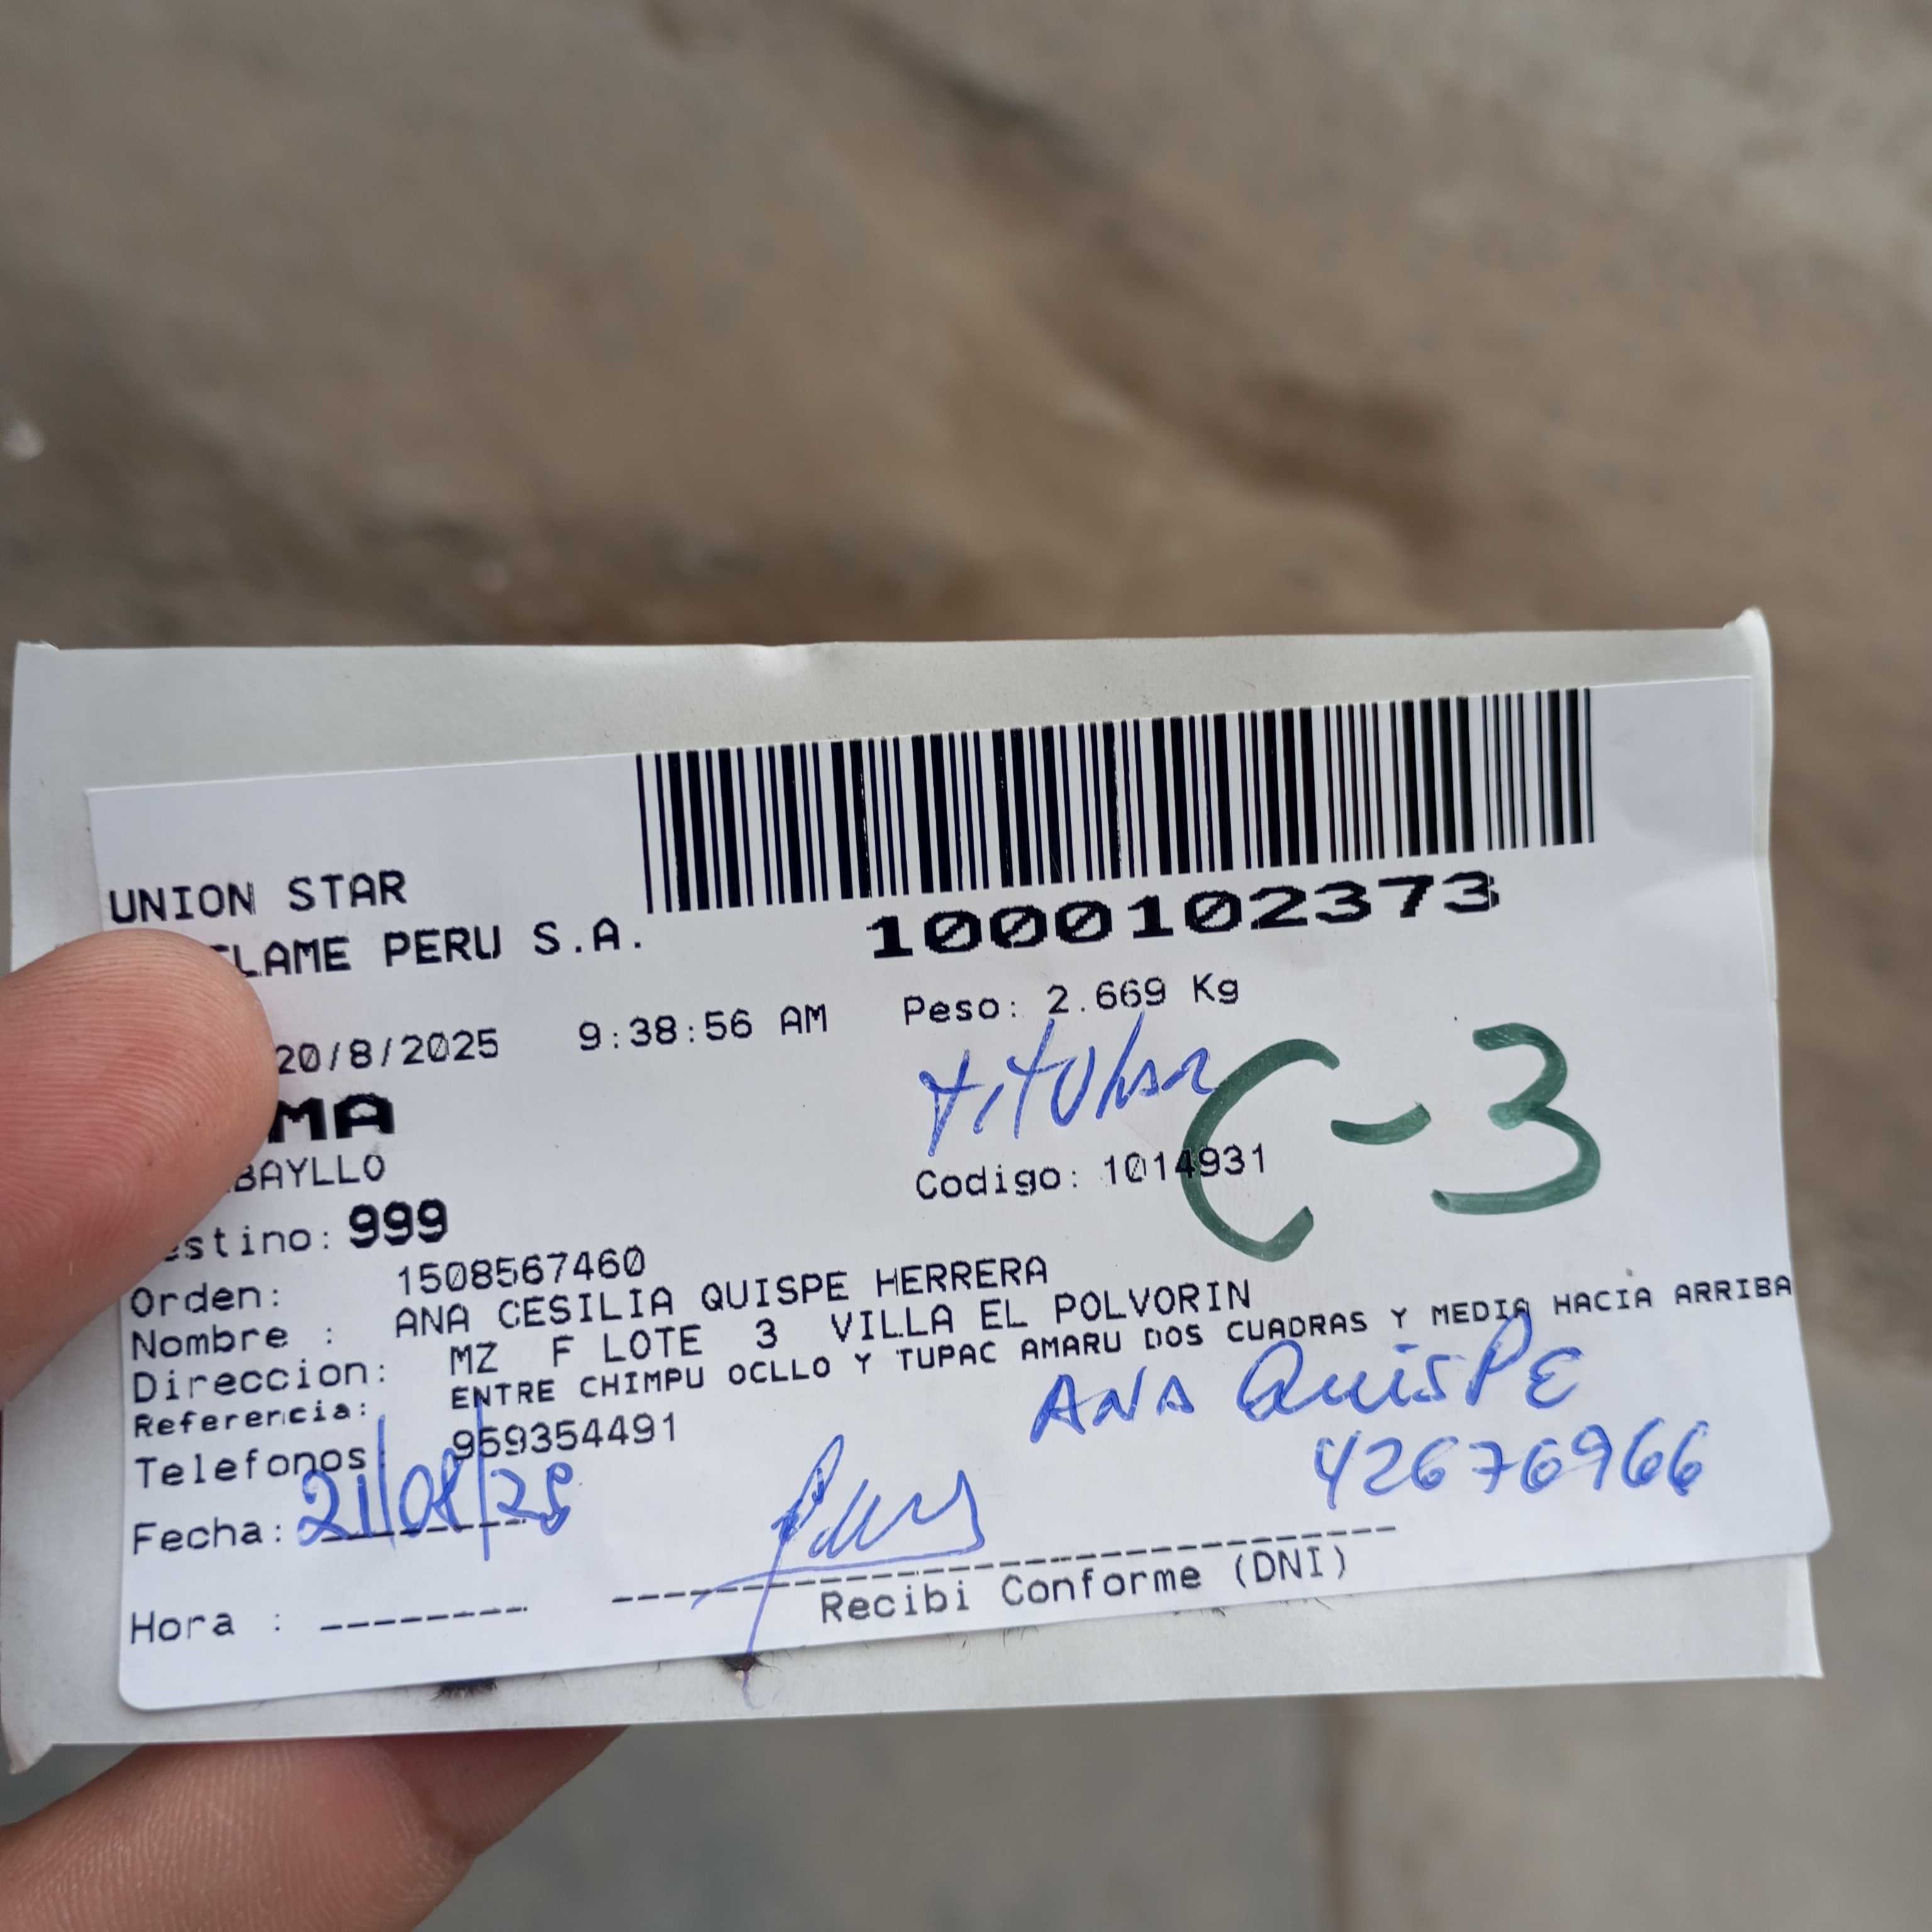 UNION STAR
LAME PERU S.A.
1000102373
20/8/2025 9:38:56 AM Peso: 2.669 Kg
MA
titular
C-3
BAYLLO
Codigo: 1014931
estino: 999
Orden: 1508567460
Nombre : ANA CESILIA QUISPE HERRERA
Direccion: MZ F LOTE 3 VILLA EL POLVORIN
Referencia: ENTRE CHIMPU OCLLO Y TUPAC AMARU DOS CUADRAS Y MEDIA HACIA ARRIBA
Telefonos: 959354491
ANA QuisPE
42676966
Fecha: 21/08/25
Hora : --------
Recibi Conforme (DNI)